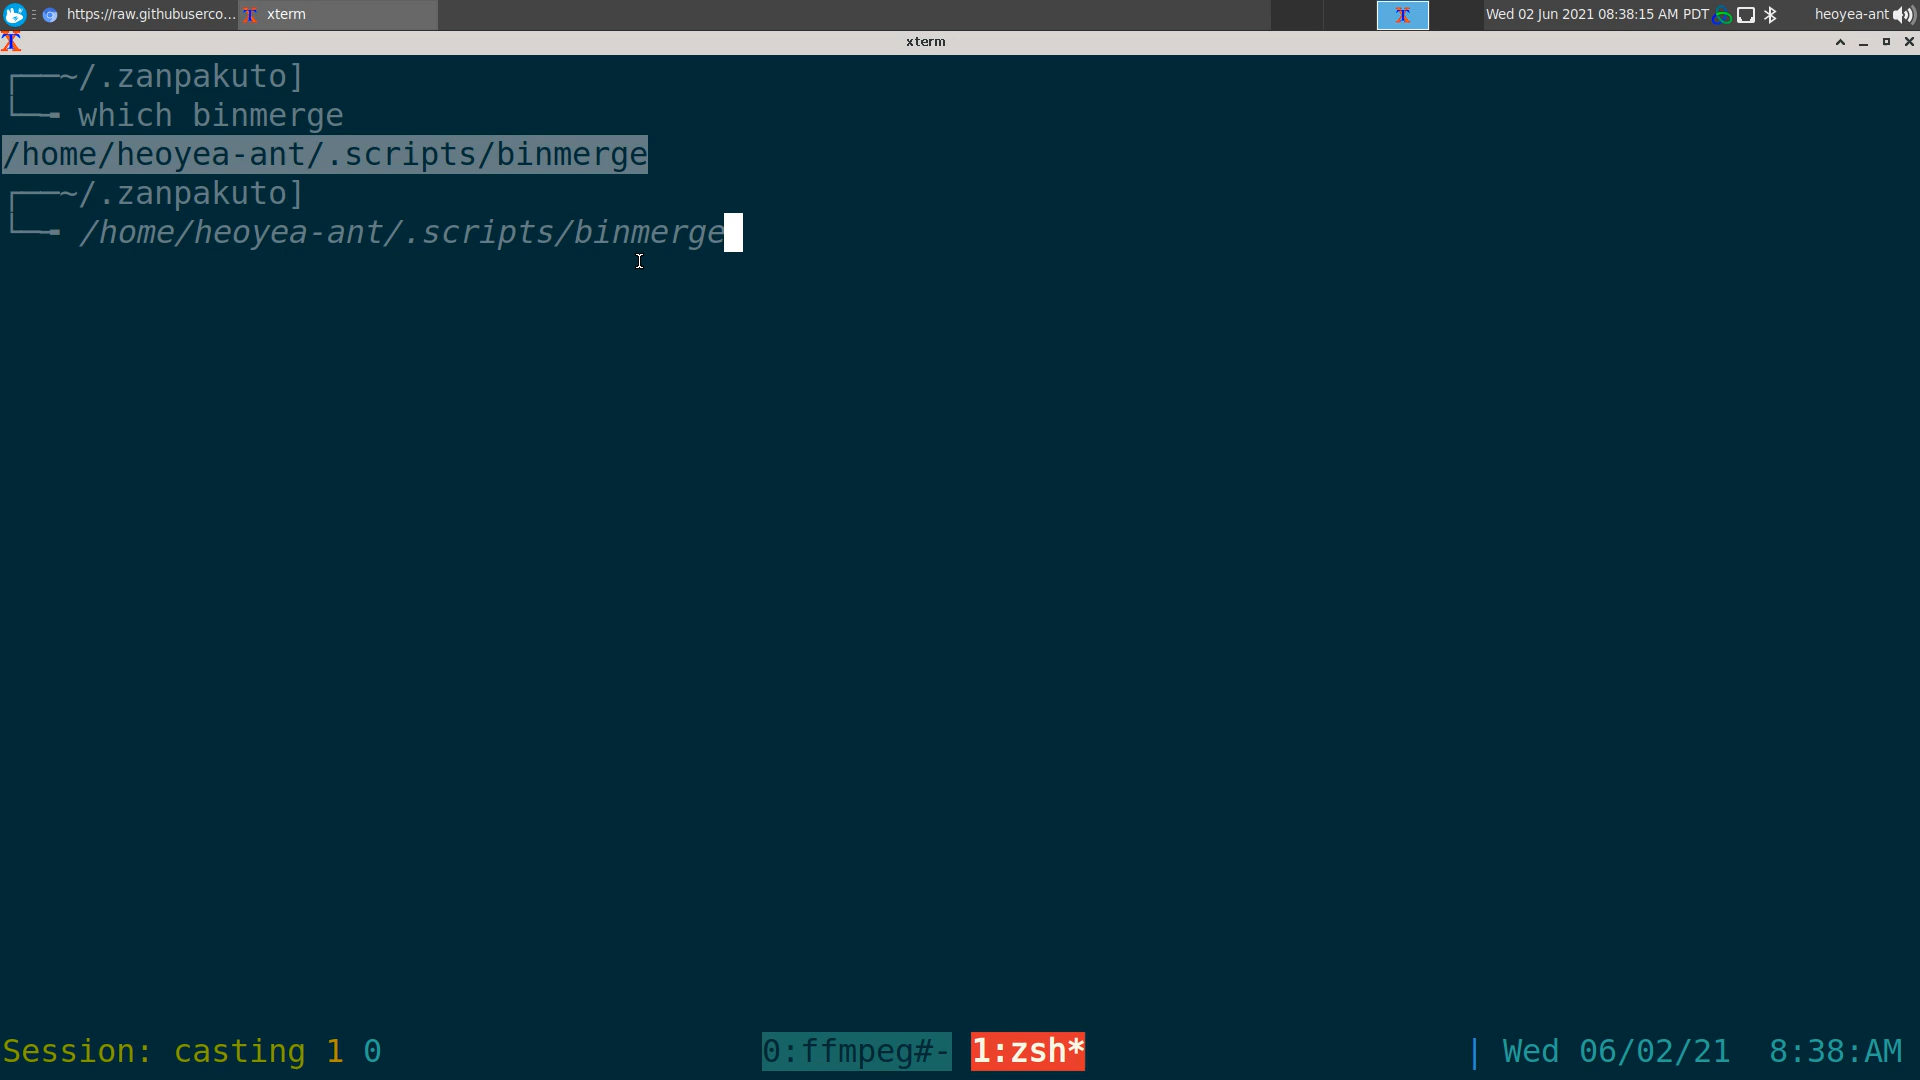 https://raw.githubuserco... xterm Wed 02 Jun 2021 08:38:15 AM PDT heoyea-ant
xterm
┌──~/.zanpakuto]
└─╼ which binmerge
/home/heoyea-ant/.scripts/binmerge
┌──~/.zanpakuto]
└─╼ /home/heoyea-ant/.scripts/binmerge
Session: casting 1 0 0:ffmpeg#- 1:zsh* | Wed 06/02/21 8:38:AM